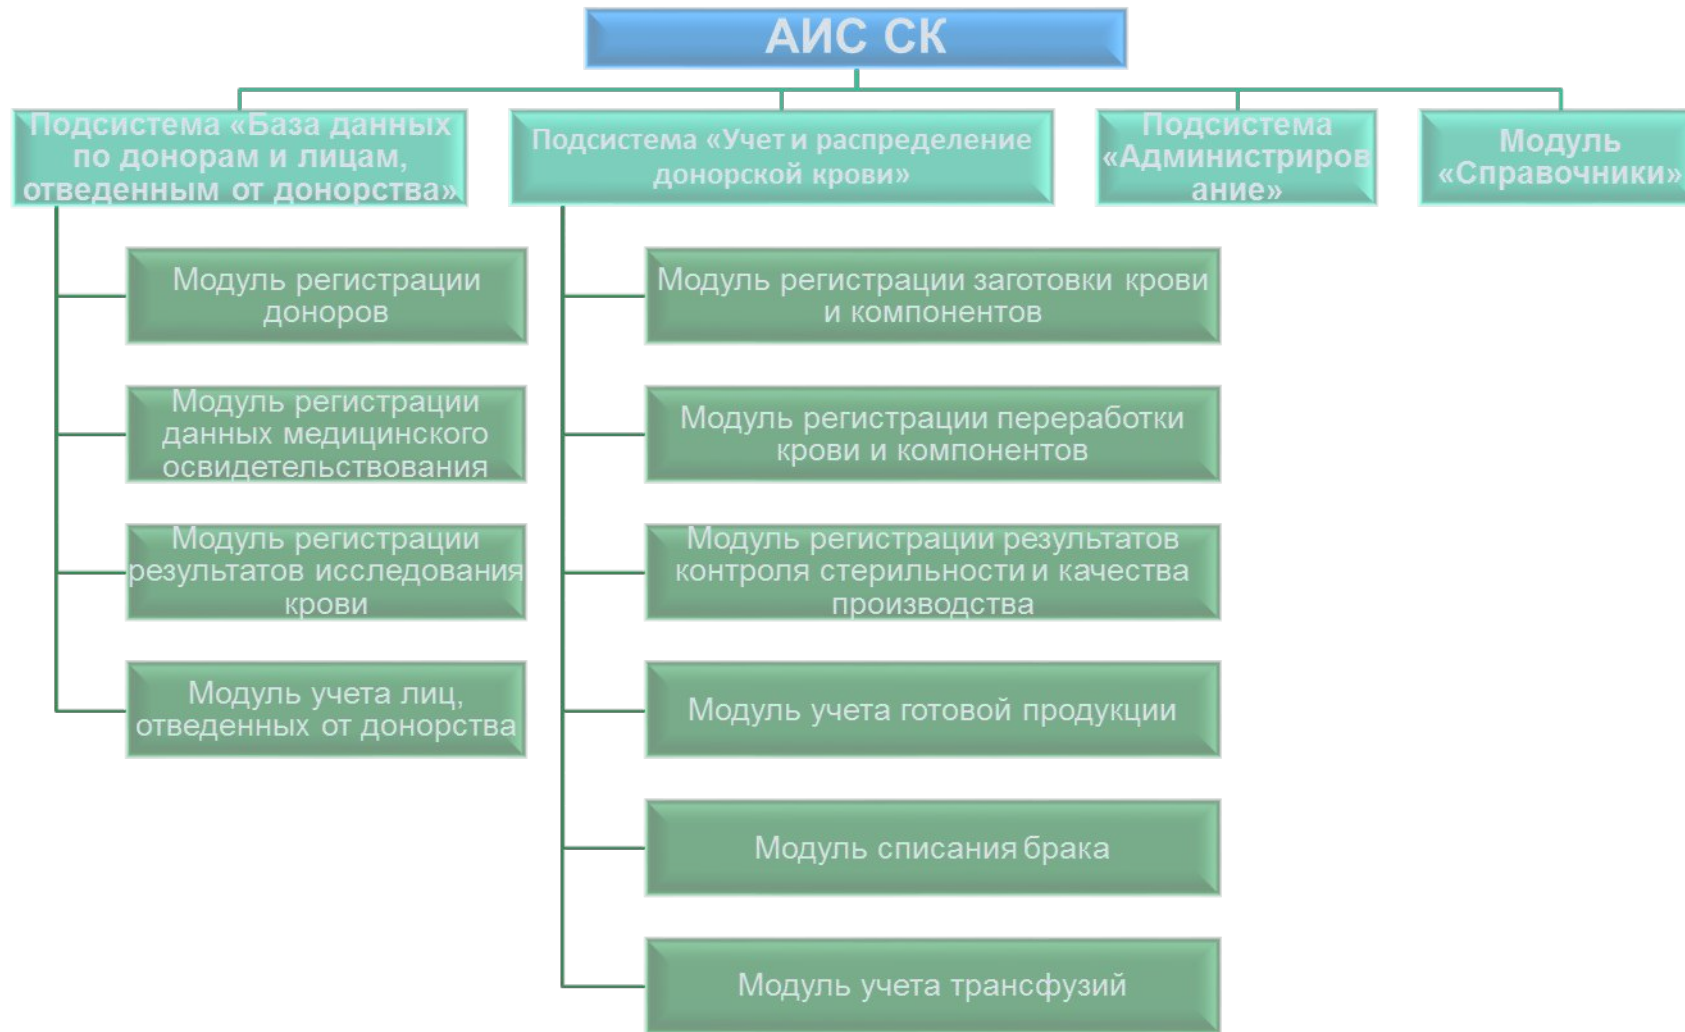 АИС СК
Подсистема «База данных
по донорам и лицам,
отведенным от донорства»
Подсистема «Учет и распределение
донорской крови»
Подсистема
«Администриров
ание»
Модуль
«Справочники»
Модуль регистрации
доноров
Модуль регистрации
данных медицинского
освидетельствования
Модуль регистрации
результатов исследования
крови
Модуль учета лиц,
отведенных от донорства
Модуль регистрации заготовки крови
и компонентов
Модуль регистрации переработки
крови и компонентов
Модуль регистрации результатов
контроля стерильности и качества
производства
Модуль учета готовой продукции
Модуль списания брака
Модуль учета трансфузий